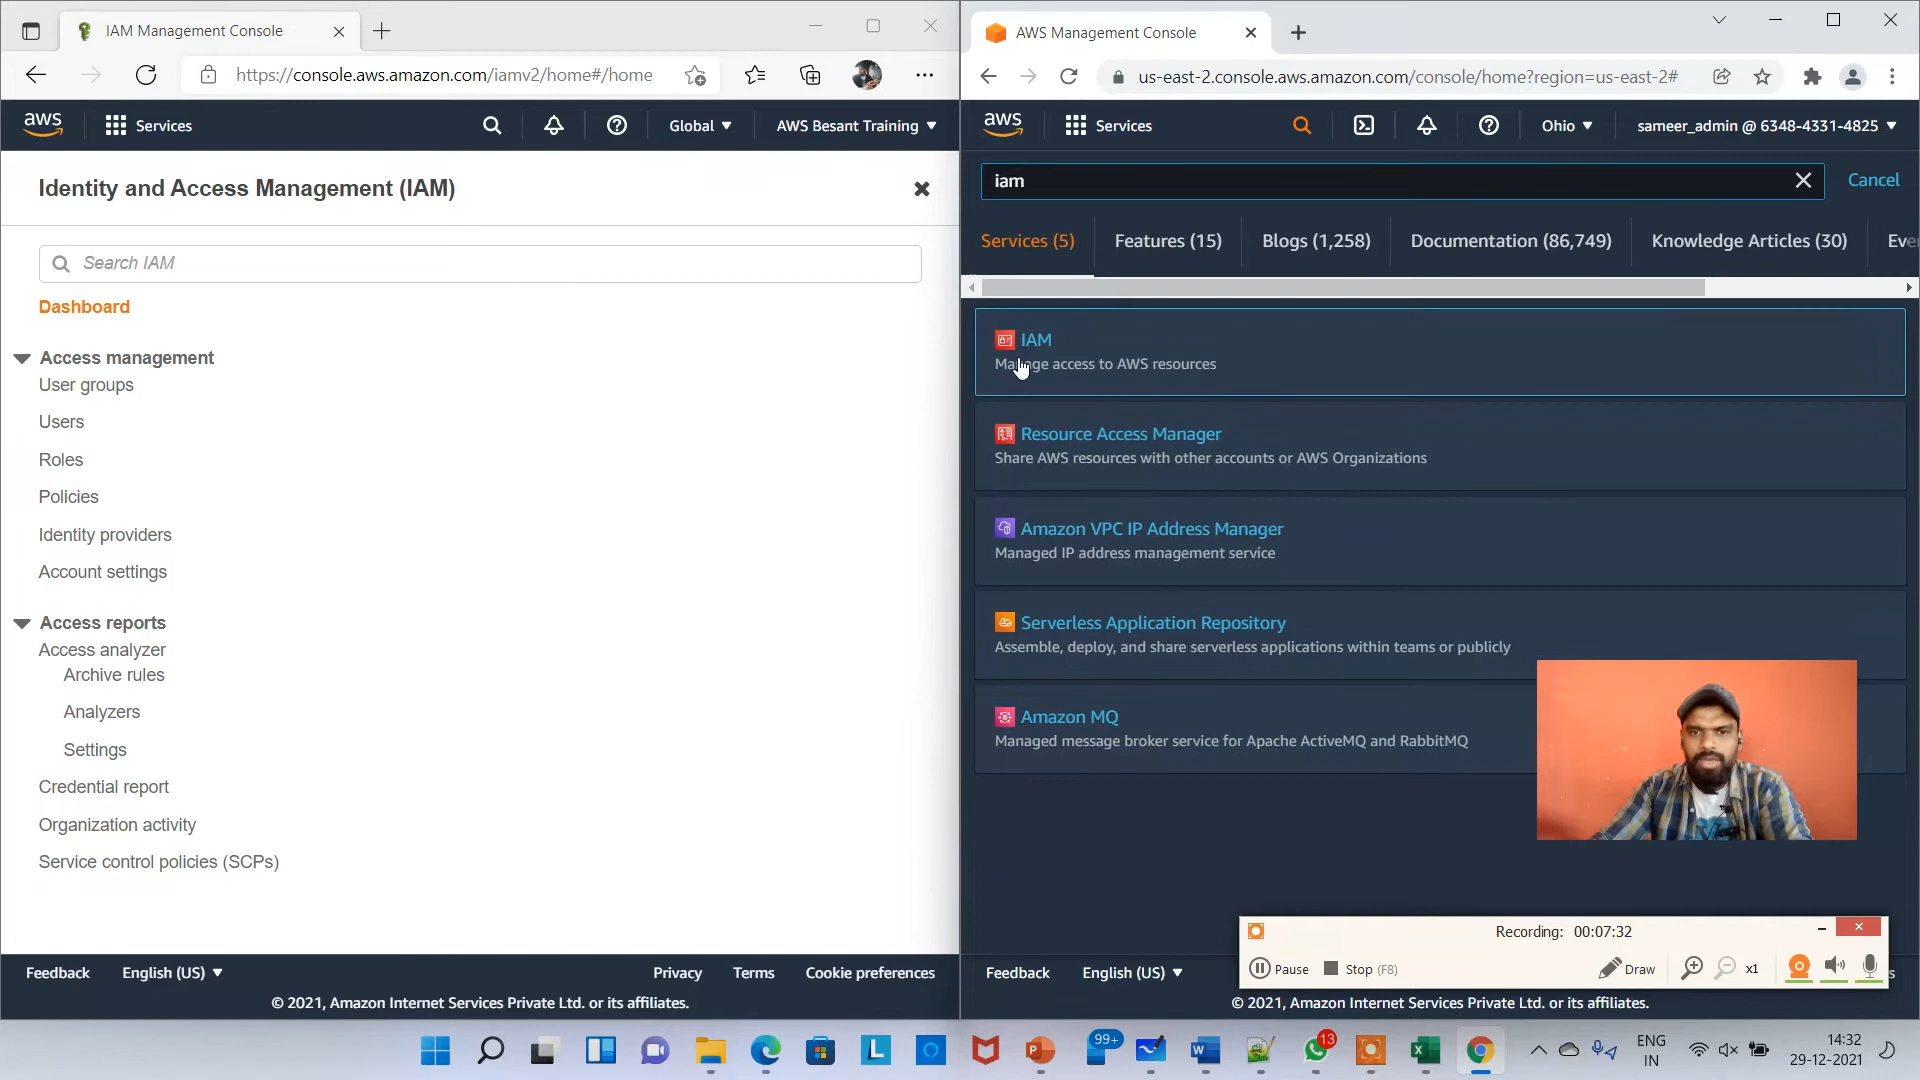 IAM Management Console
https://console.aws.amazon.com/iamv2/home#/home
aws
Services
Global
AWS Besant Training
Identity and Access Management (IAM)
Search IAM
Dashboard
Access management
User groups
Users
Roles
Policies
Identity providers
Account settings
Access reports
Access analyzer
Archive rules
Analyzers
Settings
Credential report
Organization activity
Service control policies (SCPs)
Feedback
English (US)
Privacy
Terms
Cookie preferences
© 2021, Amazon Internet Services Private Ltd. or its affiliates.
AWS Management Console
us-east-2.console.aws.amazon.com/console/home?region=us-east-2#
aws
Services
Ohio
sameer_admin @ 6348-4331-4825
iam
Cancel
Services (5)
Features (15)
Blogs (1,258)
Documentation (86,749)
Knowledge Articles (30)
Eve
IAM
Manage access to AWS resources
Resource Access Manager
Share AWS resources with other accounts or AWS Organizations
Amazon VPC IP Address Manager
Managed IP address management service
Serverless Application Repository
Assemble, deploy, and share serverless applications within teams or publicly
Amazon MQ
Managed message broker service for Apache ActiveMQ and RabbitMQ
Recording: 00:07:32
Pause
Stop (F8)
Draw
x1
Feedback
English (US)
s
© 2021, Amazon Internet Services Private Ltd. or its affiliates.
L
P
99+
W
13
X
ENG
IN
14:32
29-12-2021